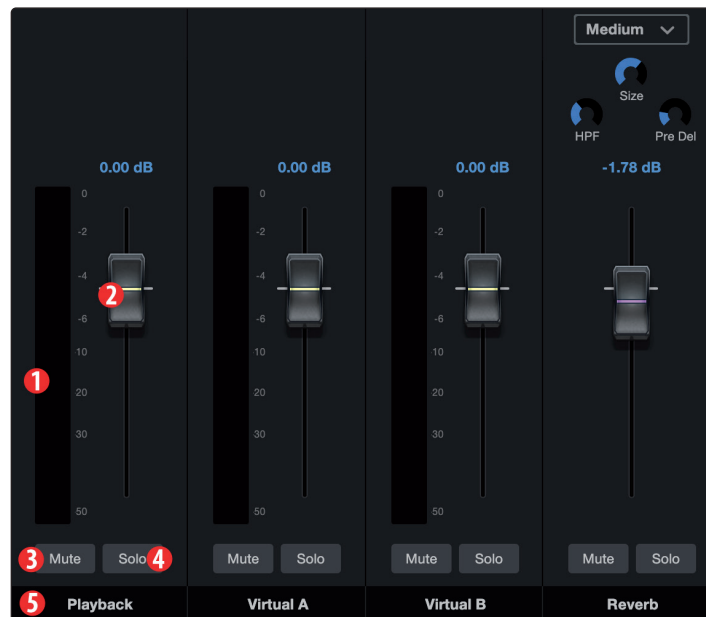 Medium
Size
HPF
Pre Del
0.00 dB
0.00 dB
0.00 dB
-1.78 dB
0
-2
-4
-6
-10
20
30
50
0
-2
-4
-6
-10
20
30
50
0
-2
-4
-6
-10
20
30
50
2
1
3
Mute
Solo
4
Mute
Solo
Mute
Solo
Mute
Solo
5
Playback
Virtual A
Virtual B
Reverb